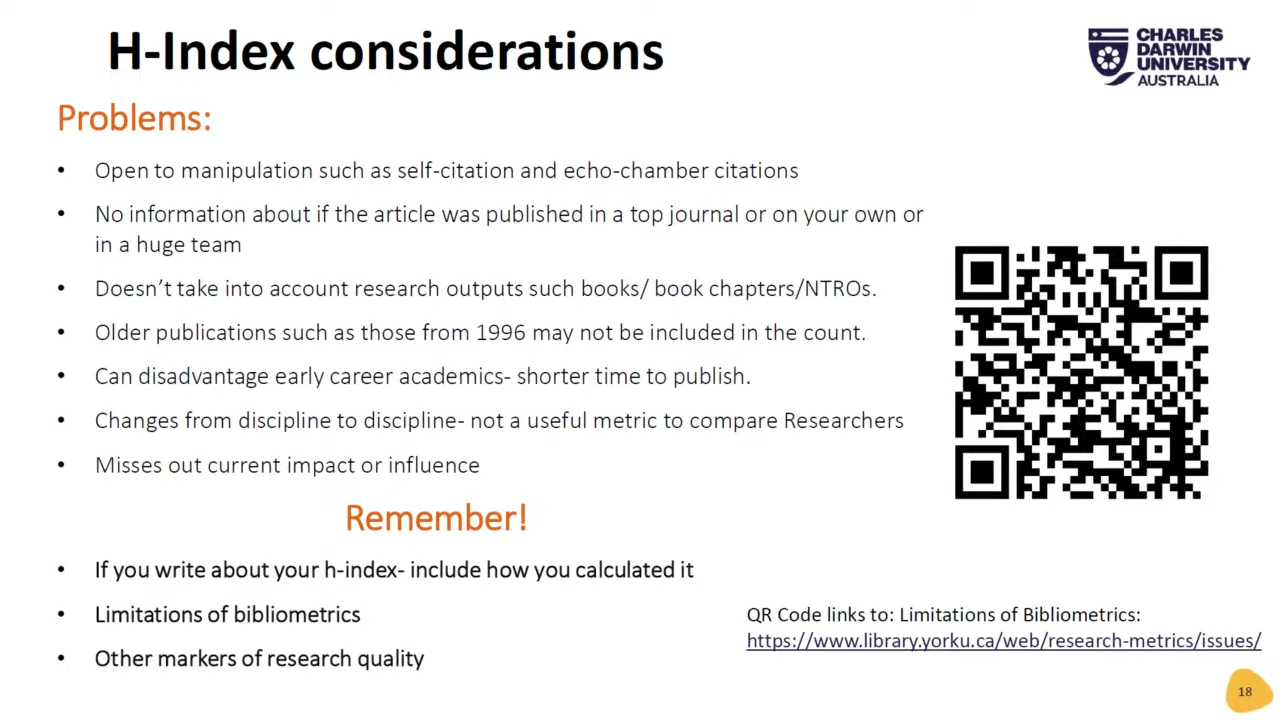 H-Index considerations
CHARLES
DARWIN
UNIVERSITY
AUSTRALIA
Problems:
• Open to manipulation such as self-citation and echo-chamber citations
• No information about if the article was published in a top journal or on your own or
in a huge team
• Doesn't take into account research outputs such books/ book chapters/NTROs.
• Older publications such as those from 1996 may not be included in the count.
• Can disadvantage early career academics- shorter time to publish.
• Changes from discipline to discipline- not a useful metric to compare Researchers
• Misses out current impact or influence
Remember!
• If you write about your h-index- include how you calculated it
• Limitations of bibliometrics
• Other markers of research quality
QR Code links to: Limitations of Bibliometrics:
https://www.library.yorku.ca/web/research-metrics/issues/
18